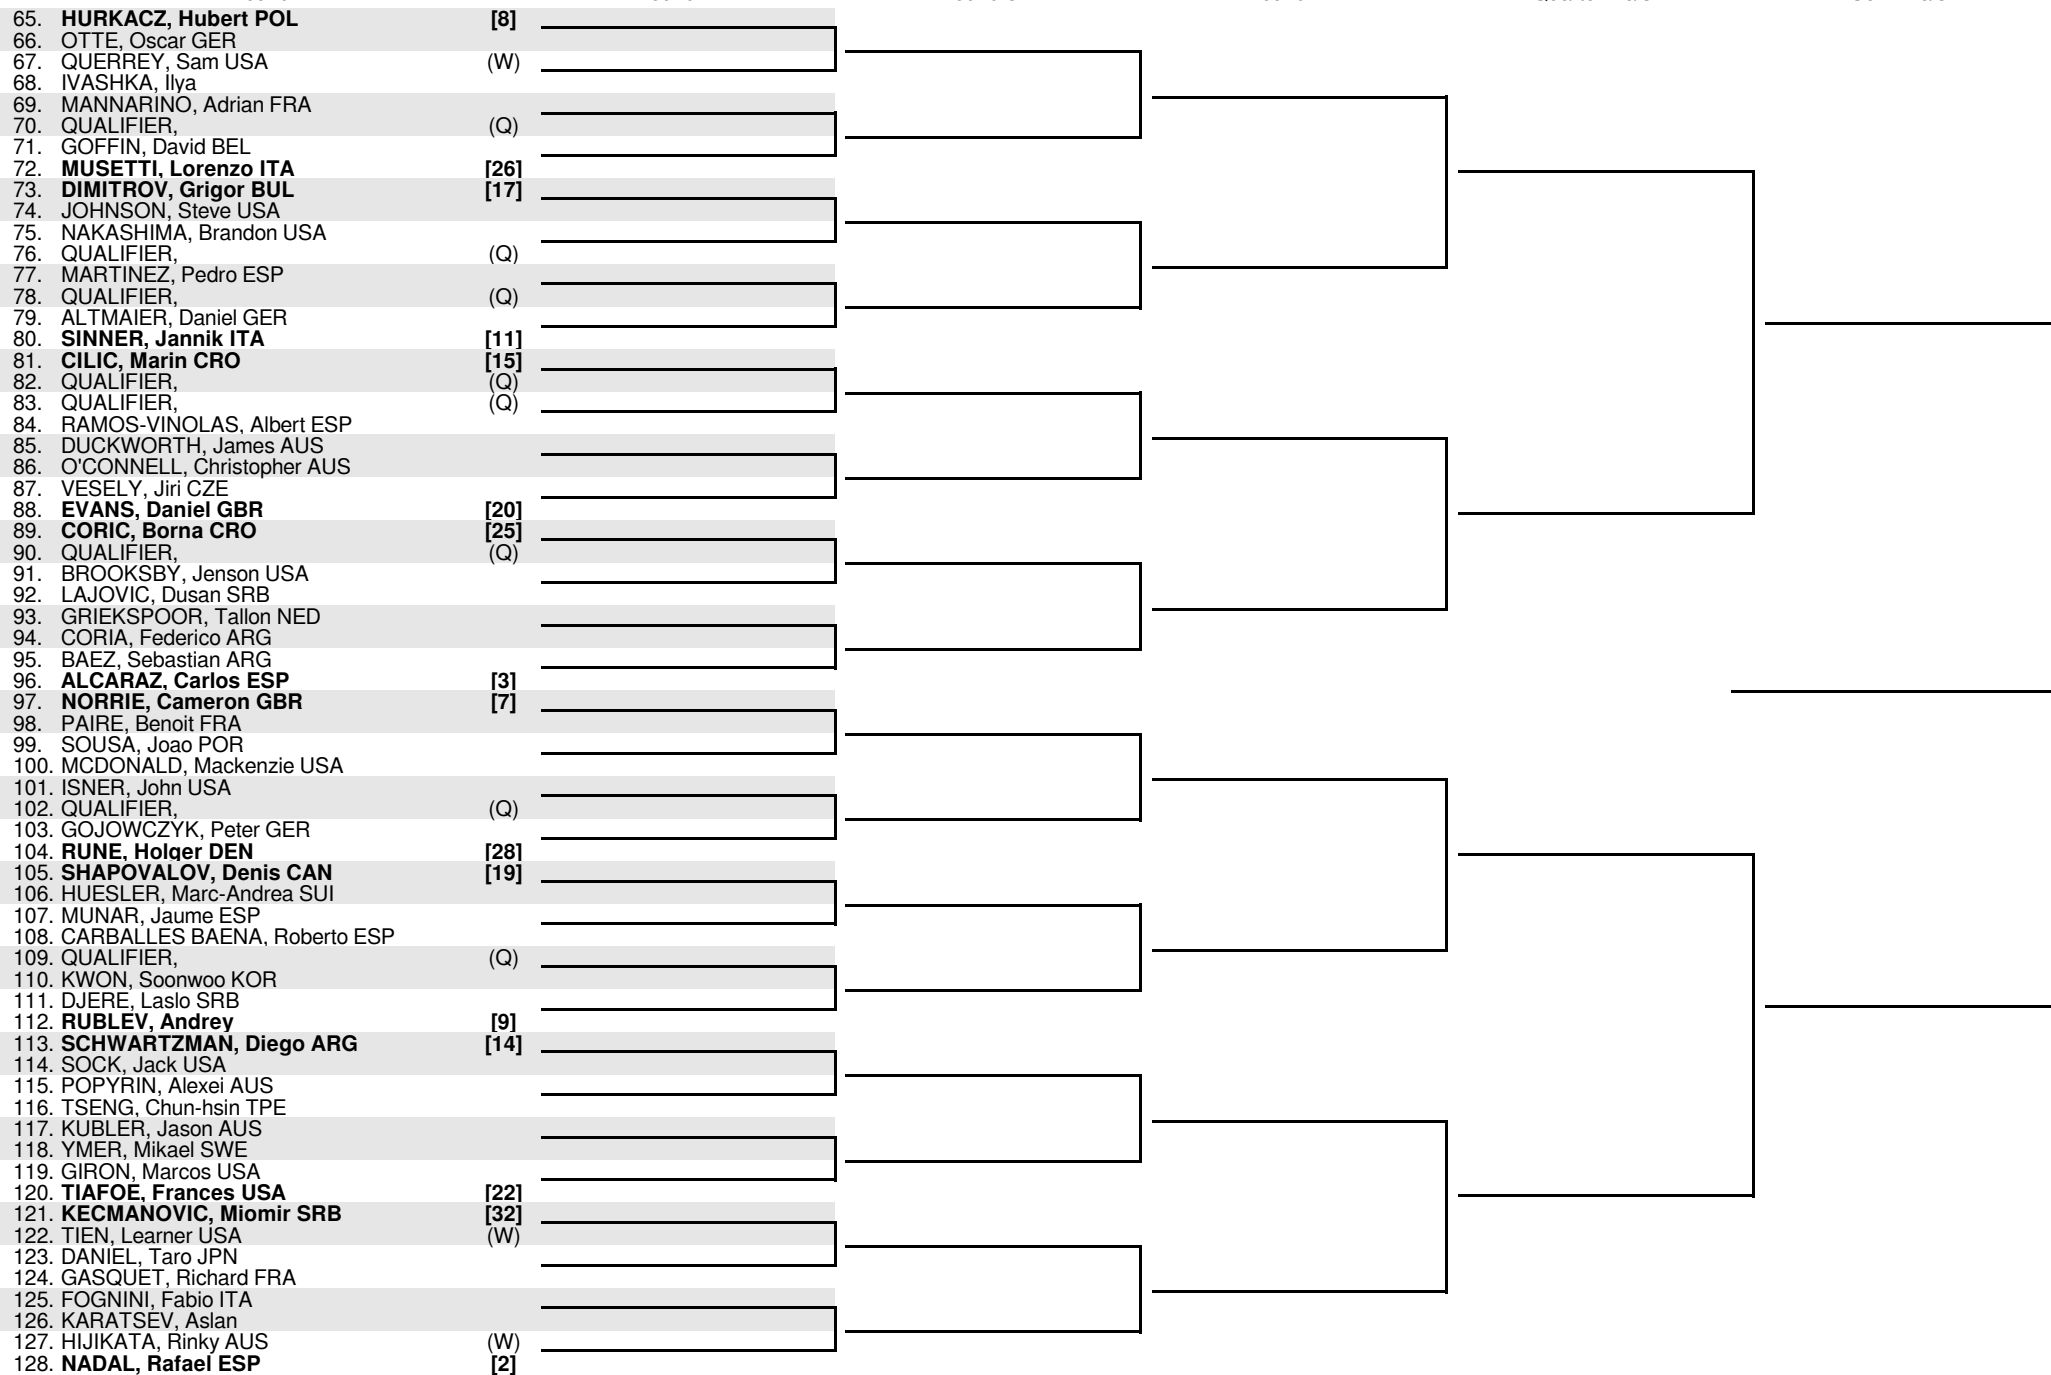 65. HURKACZ, Hubert POL [8]
66. OTTE, Oscar GER
67. QUERREY, Sam USA (W)
68. IVASHKA, Ilya
69. MANNARINO, Adrian FRA
70. QUALIFIER, (Q)
71. GOFFIN, David BEL
72. MUSETTI, Lorenzo ITA [26]
73. DIMITROV, Grigor BUL [17]
74. JOHNSON, Steve USA
75. NAKASHIMA, Brandon USA
76. QUALIFIER, (Q)
77. MARTINEZ, Pedro ESP
78. QUALIFIER, (Q)
79. ALTMAIER, Daniel GER
80. SINNER, Jannik ITA [11]
81. CILIC, Marin CRO [15]
82. QUALIFIER, (Q)
83. QUALIFIER, (Q)
84. RAMOS-VINOLAS, Albert ESP
85. DUCKWORTH, James AUS
86. O'CONNELL, Christopher AUS
87. VESELY, Jiri CZE
88. EVANS, Daniel GBR [20]
89. CORIC, Borna CRO [25]
90. QUALIFIER, (Q)
91. BROOKSBY, Jenson USA
92. LAJOVIC, Dusan SRB
93. GRIEKSPOOR, Tallon NED
94. CORIA, Federico ARG
95. BAEZ, Sebastian ARG
96. ALCARAZ, Carlos ESP [3]
97. NORRIE, Cameron GBR [7]
98. PAIRE, Benoit FRA
99. SOUSA, Joao POR
100. MCDONALD, Mackenzie USA
101. ISNER, John USA
102. QUALIFIER, (Q)
103. GOJOWCZYK, Peter GER
104. RUNE, Holger DEN [28]
105. SHAPOVALOV, Denis CAN [19]
106. HUESLER, Marc-Andrea SUI
107. MUNAR, Jaume ESP
108. CARBALLES BAENA, Roberto ESP
109. QUALIFIER, (Q)
110. KWON, Soonwoo KOR
111. DJERE, Laslo SRB
112. RUBLEV, Andrey [9]
113. SCHWARTZMAN, Diego ARG [14]
114. SOCK, Jack USA
115. POPYRIN, Alexei AUS
116. TSENG, Chun-hsin TPE
117. KUBLER, Jason AUS
118. YMER, Mikael SWE
119. GIRON, Marcos USA
120. TIAFOE, Frances USA [22]
121. KECMANOVIC, Miomir SRB [32]
122. TIEN, Learner USA (W)
123. DANIEL, Taro JPN
124. GASQUET, Richard FRA
125. FOGNINI, Fabio ITA
126. KARATSEV, Aslan
127. HIJIKATA, Rinky AUS (W)
128. NADAL, Rafael ESP [2]